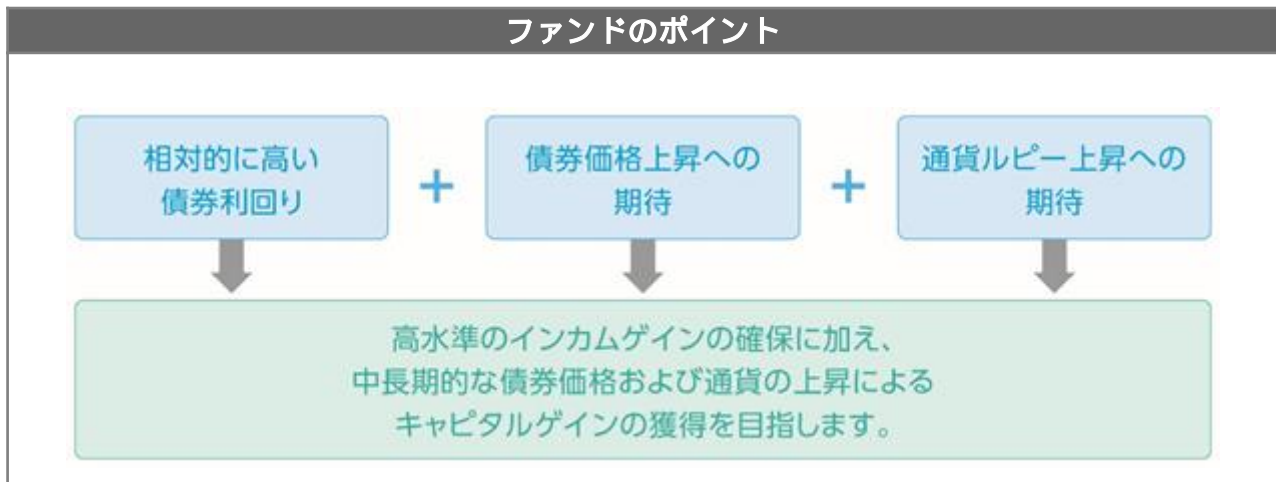 ファンドのポイント
相対的に高い
債券利回り
+
債券価格上昇への
期待
+
通貨ルピー上昇への
期待
高水準のインカムゲインの確保に加え、
中長期的な債券価格および通貨の上昇による
キャピタルゲインの獲得を目指します。